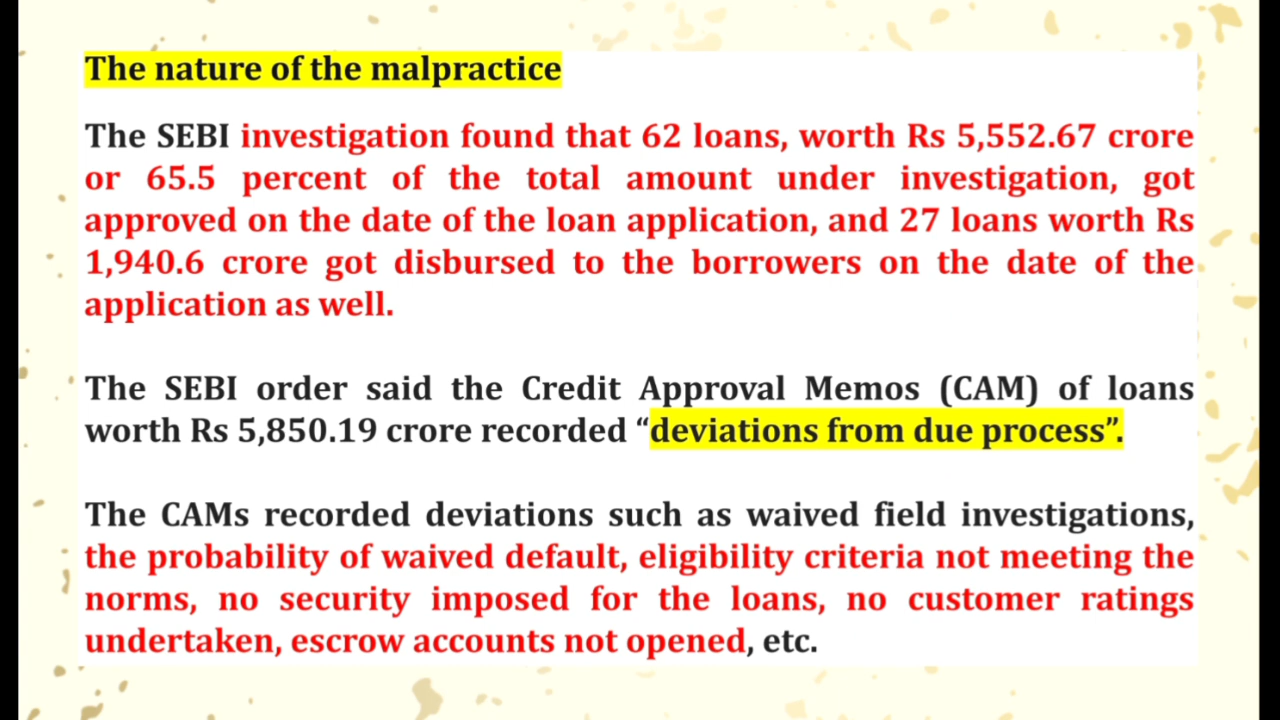 The nature of the malpractice
The SEBI investigation found that 62 loans, worth Rs 5,552.67 crore
or 65.5 percent of the total amount under investigation, got
approved on the date of the loan application, and 27 loans worth Rs
1,940.6 crore got disbursed to the borrowers on the date of the
application as well.
The SEBI order said the Credit Approval Memos (CAM) of loans
worth Rs 5,850.19 crore recorded “deviations from due process”.
The CAMs recorded deviations such as waived field investigations,
the probability of waived default, eligibility criteria not meeting the
norms, no security imposed for the loans, no customer ratings
undertaken, escrow accounts not opened, etc.